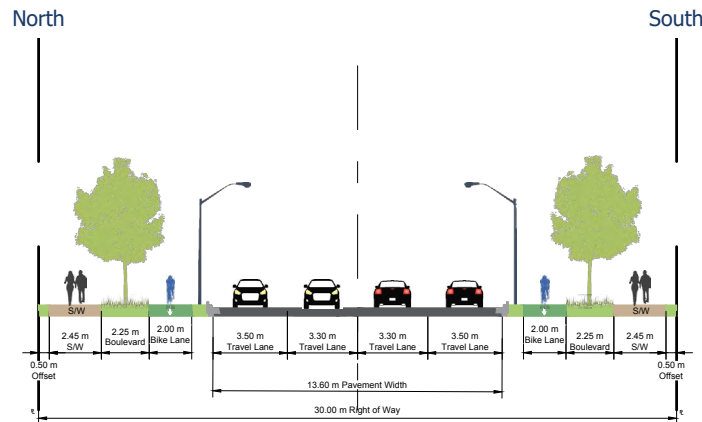 North
South
S/W
S/W
2.45 m
S/W
2.25 m
Boulevard
2.00 m
Bike Lane
3.50 m
Travel Lane
3.30 m
Travel Lane
3.30 m
Travel Lane
3.50 m
Travel Lane
2.00 m
Bike Lane
2.25 m
Boulevard
2.45 m
S/W
0.50 m
Offset
0.50 m
Offset
13.60 m Pavement Width
30.00 m Right of Way